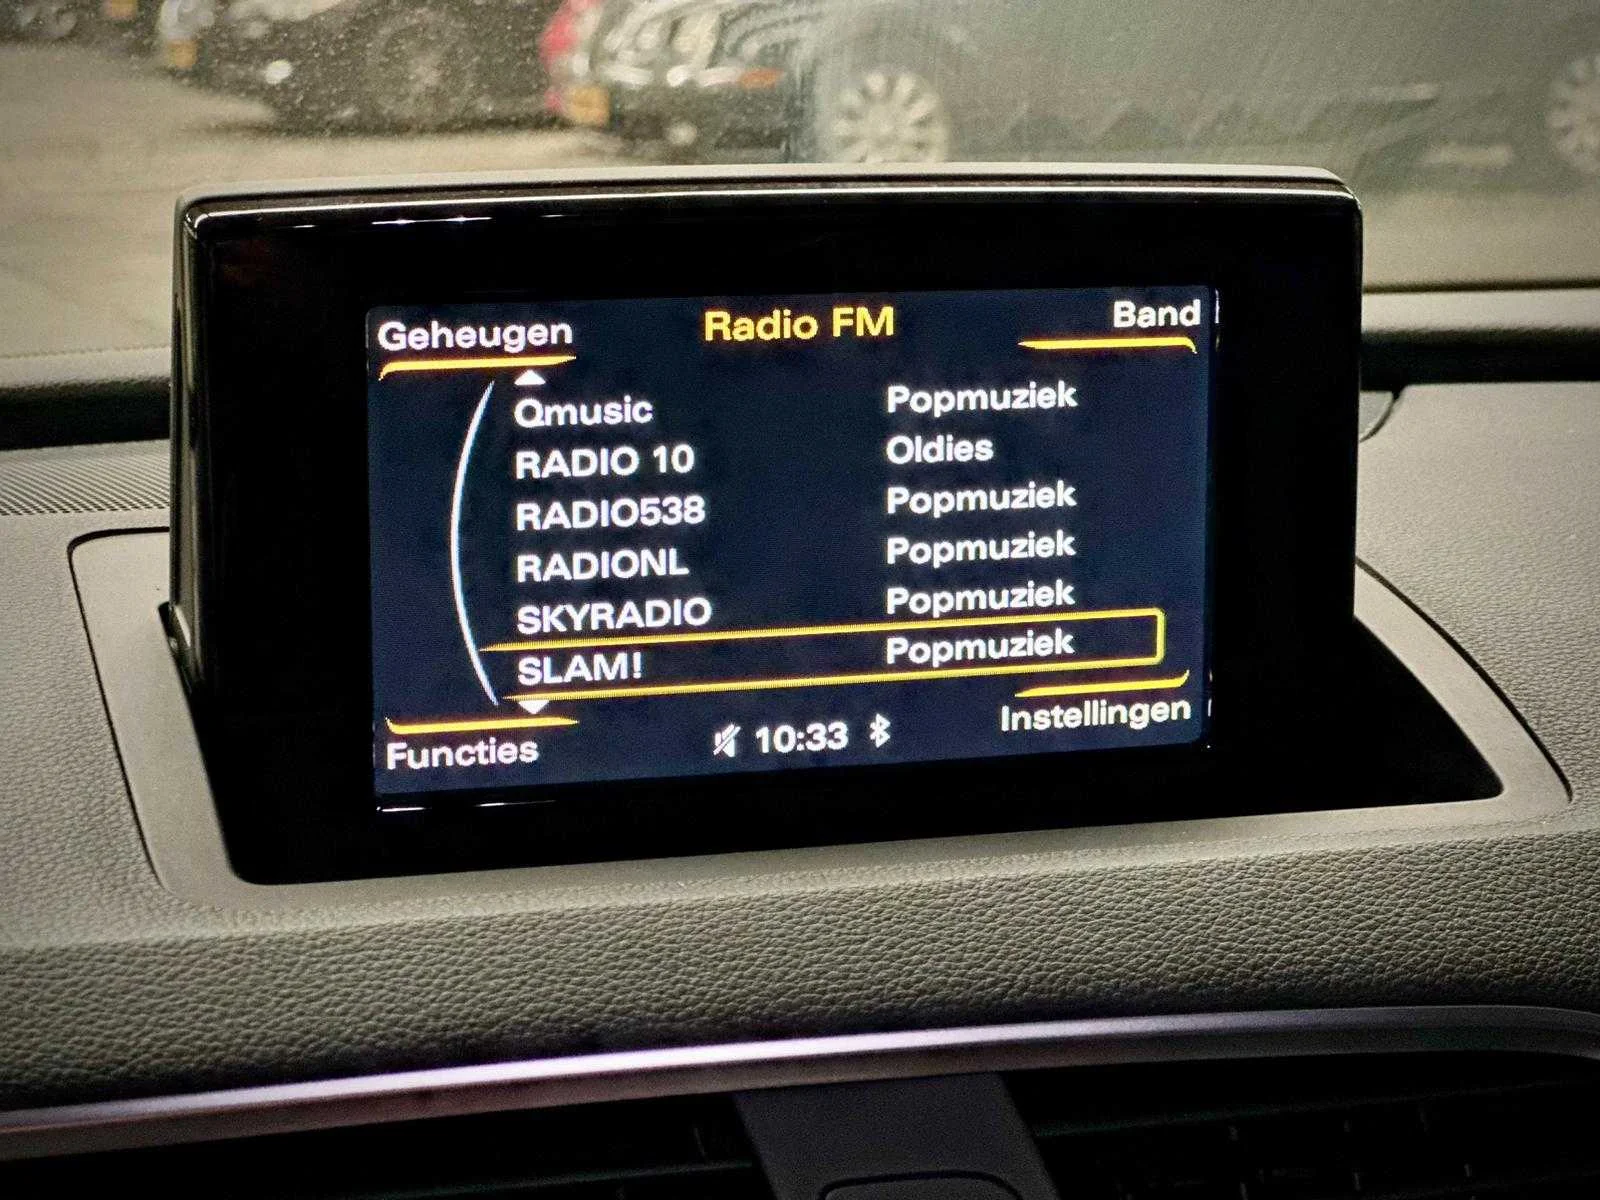 Geheugen Radio FM Band
Qmusic Popmuziek
RADIO 10 Oldies
RADIO538 Popmuziek
RADIONL Popmuziek
SKYRADIO Popmuziek
SLAM! Popmuziek
Functies 10:33 Instellingen